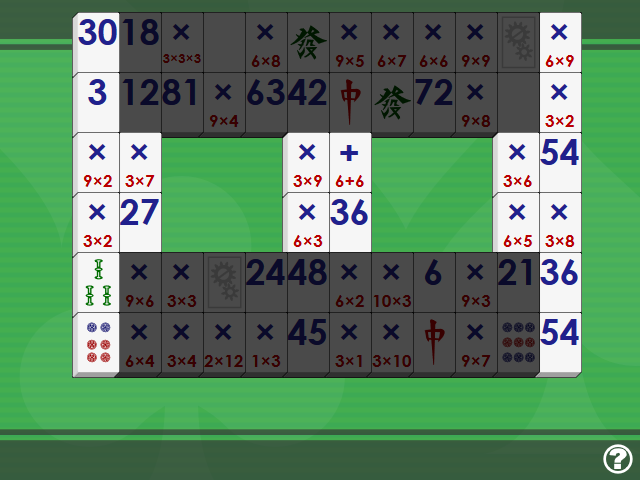 30 18 × 3×3×3 × 6×8 發 × 9×5 × 6×7 × 6×6 × 9×9 × 6×9
3 12 81 × 9×4 63 42 中 發 72 × 9×8 × 3×2
× 9×2 × 3×7 × 3×9 + 6+6 × 3×6 54
× 3×2 27 × 6×3 36 × 6×5 × 3×8
× 9×6 × 3×3 24 48 × 6×2 × 10×3 6 × 9×3 21 36
× 6×4 × 3×4 × 2×12 × 1×3 45 × 3×1 × 3×10 中 × 9×7 54
?